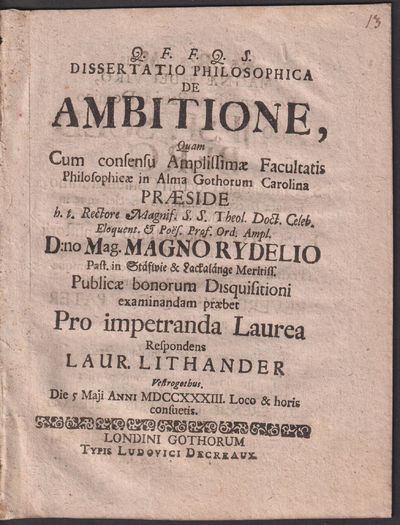 13
Q. F. F. Q. S.
DISSERTATIO PHILOSOPHICA
DE
AMBITIONE,
Quam
Cum consensu Amplissimæ Facultatis
Philosophicæ in Alma Gothorum Carolina
PRÆSIDE
h. t. Rectore Magnif. S. S. Theol. Doct. Celeb.
Eloquent. & Poës. Prof. Ord. Ampl.
D:no Mag. MAGNO RYDELIO
Past. in Stäfwie & Lackalänge Meritiss.
Publicæ bonorum Disquisitioni
examinandam præbet
Pro impetranda Laurea
Respondens
LAUR. LITHANDER
Vestrogothus.
Die 5 Maji ANNI MDCCXXXIII. Loco & horis
consuetis.
LONDINI GOTHORUM
TYPIS LUDOVICI DECREAUX.